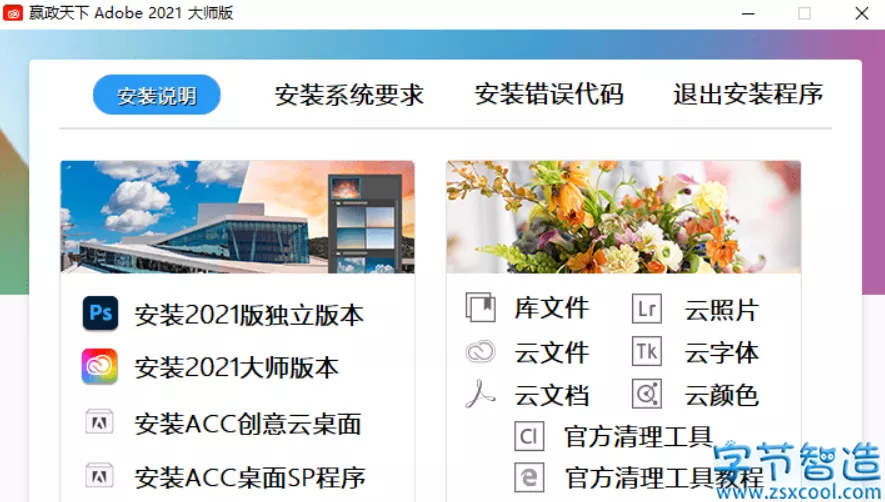 赢政天下 Adobe 2021 大师版
安装说明 安装系统要求 安装错误代码 退出安装程序
Ps 安装2021版独立版本
安装2021大师版本
安装ACC创意云桌面
安装ACC桌面SP程序
库文件 Lr 云照片
云文件 Tk 云字体
云文档 云颜色
CI 官方清理工具
官方清理工具教程
字节智造
www.zsxcool.com